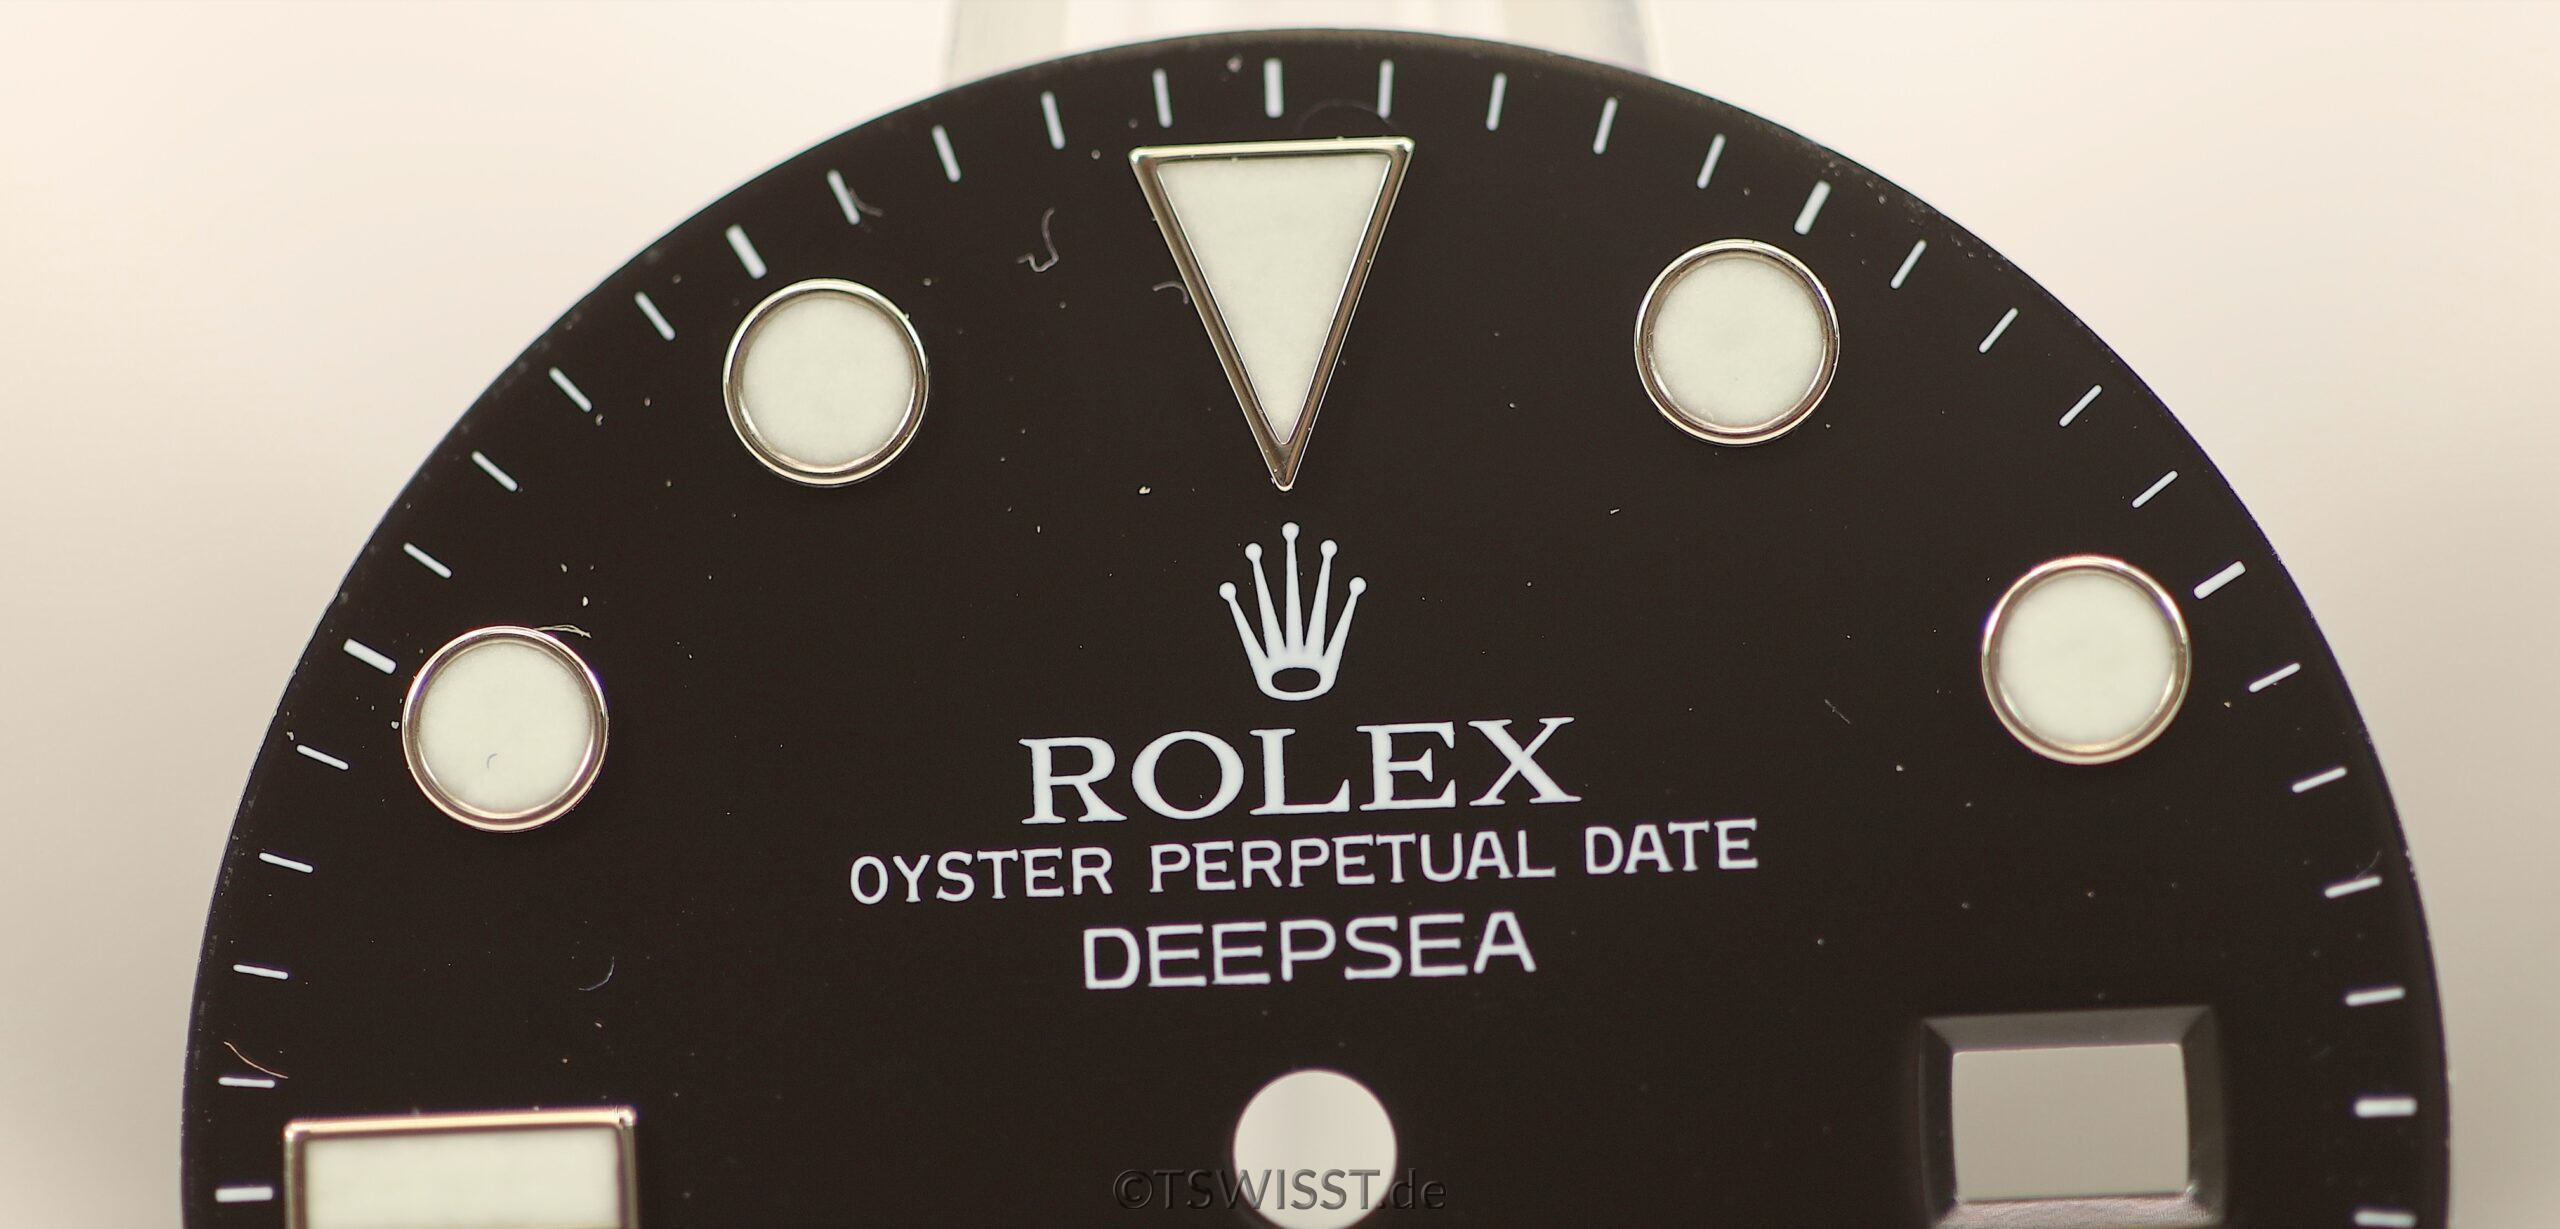 ROLEX
OYSTER PERPETUAL DATE
DEEPSEA
©TSWISST.de